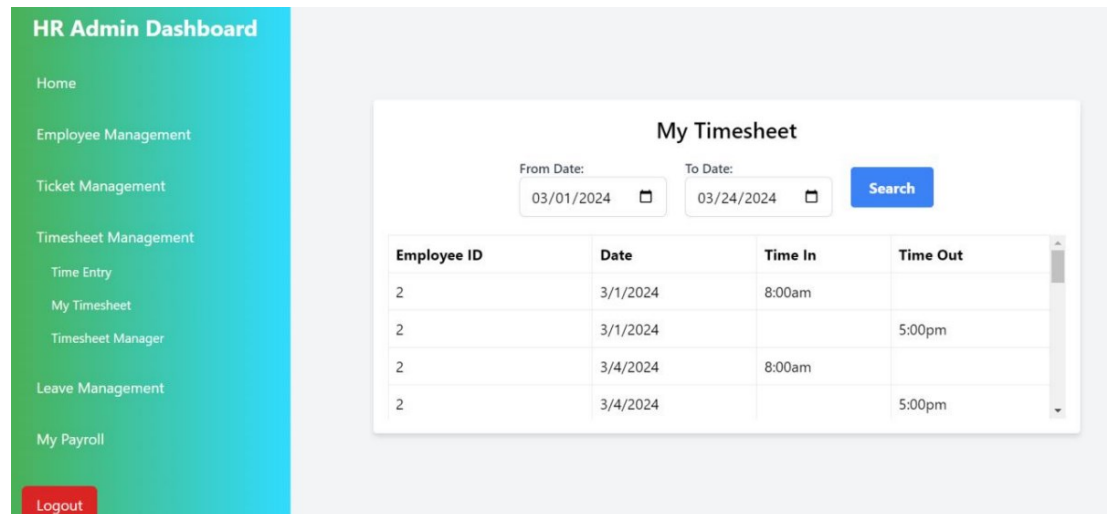 HR Admin Dashboard
Home
Employee Management
Ticket Management
Timesheet Management
Time Entry
My Timesheet
Timesheet Manager
Leave Management
My Payroll
Logout
My Timesheet
From Date: To Date:
03/01/2024 03/24/2024 Search
Employee ID Date Time In Time Out
2 3/1/2024 8:00am
2 3/1/2024 5:00pm
2 3/4/2024 8:00am
2 3/4/2024 5:00pm